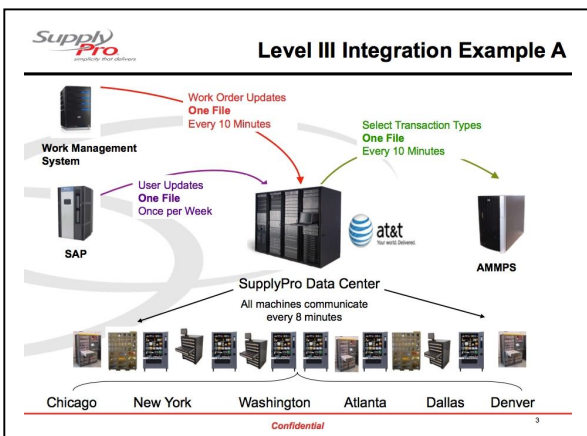 Supply
Pro
simplicity that delivers
Level III Integration Example A
Work Order Updates
One File
Every 10 Minutes
Select Transaction Types
One File
Every 10 Minutes
Work Management
System
User Updates
One File
Once per Week
SAP
at&t
Your world. Delivered.
AMMPS
SupplyPro Data Center
All machines communicate
every 8 minutes
Chicago New York Washington Atlanta Dallas Denver
Confidential
3